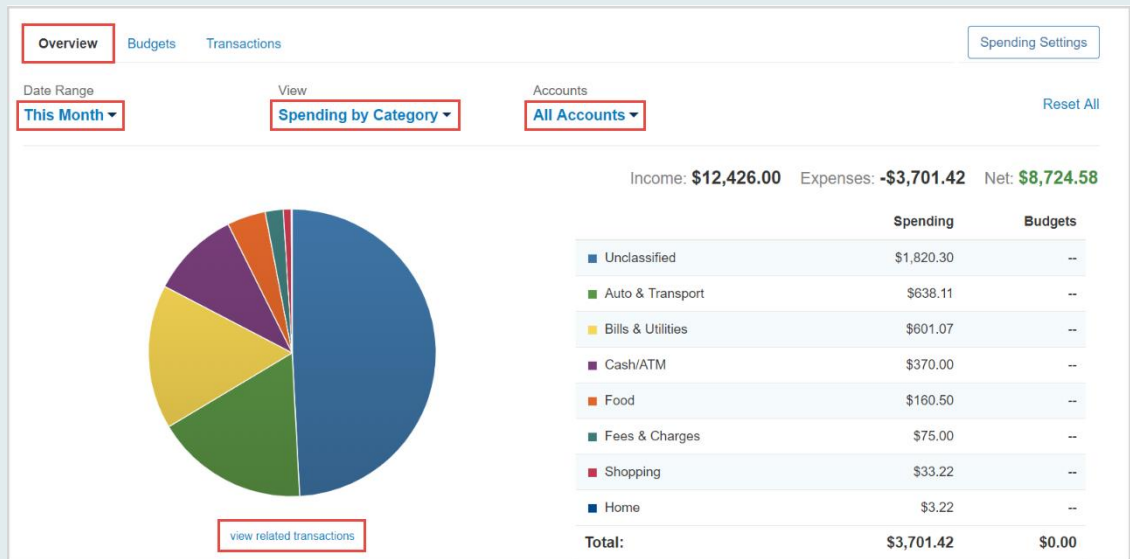 Overview Budgets Transactions Spending Settings
Date Range View Accounts
This Month Spending by Category All Accounts Reset All
Income: $12,426.00 Expenses: -$3,701.42 Net: $8,724.58
Spending Budgets
Unclassified $1,820.30 --
Auto & Transport $638.11 --
Bills & Utilities $601.07 --
Cash/ATM $370.00 --
Food $160.50 --
Fees & Charges $75.00 --
Shopping $33.22 --
Home $3.22 --
view related transactions
Total: $3,701.42 $0.00